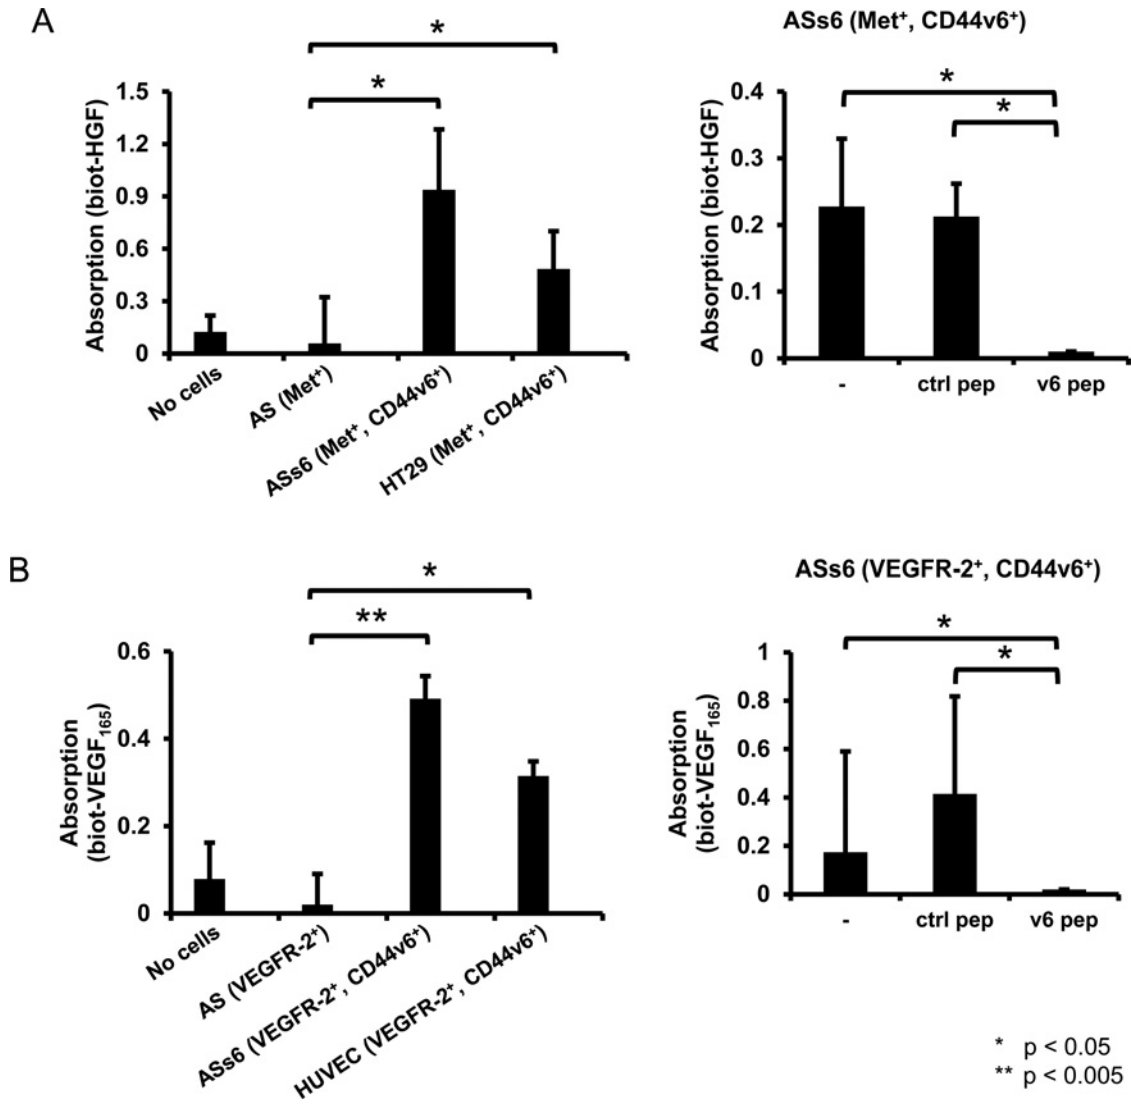 A
ASs6 (Met⁺, CD44v6⁺)
*
*
Absorption (biot-HGF)
1.5
1.2
0.9
0.6
0.3
0
No cells
AS (Met⁺)
ASs6 (Met⁺, CD44v6⁺)
HT29 (Met⁺, CD44v6⁺)
*
*
Absorption (biot-HGF)
0.4
0.3
0.2
0.1
0
-
ctrl pep
v6 pep
B
ASs6 (VEGFR-2⁺, CD44v6⁺)
*
**
Absorption
(biot-VEGF₁₆₅)
0.6
0.4
0.2
0
No cells
AS (VEGFR-2⁺)
ASs6 (VEGFR-2⁺, CD44v6⁺)
HUVEC (VEGFR-2⁺, CD44v6⁺)
*
*
Absorption
(biot-VEGF₁₆₅)
1
0.8
0.6
0.4
0.2
0
-
ctrl pep
v6 pep
* p < 0.05
** p < 0.005